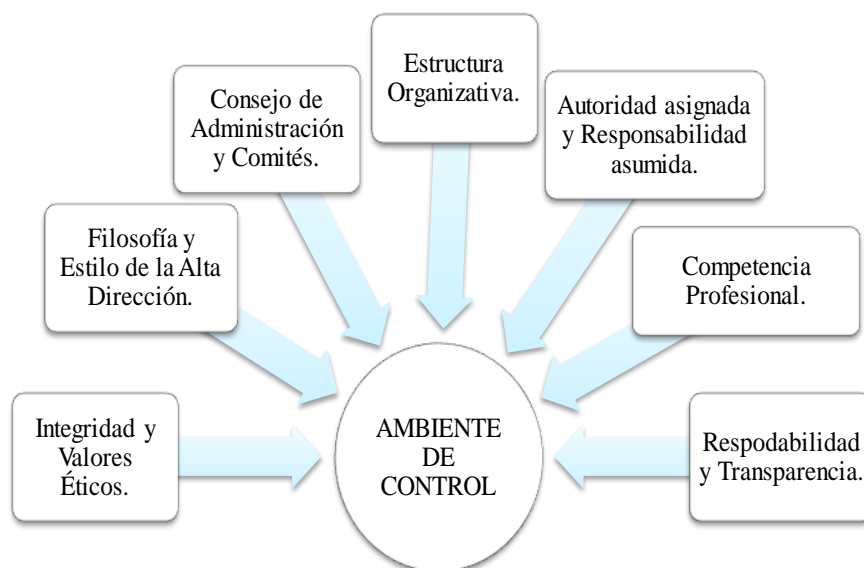 Estructura
Organizativa.
Consejo de
Administración
y Comités.
Autoridad asignada
y Responsabilidad
asumida.
Filosofía y
Estilo de la Alta
Dirección.
Competencia
Profesional.
Integridad y
Valores
Éticos.
AMBIENTE
DE
CONTROL
Respodabilidad
y Transparencia.